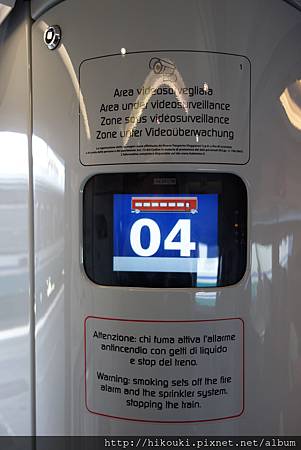 1
Area videosorvegliata
Area under videosurveillance
Zone sous vidéosurveillance
Zone unter Videoüberwachung
04
Attenzione: chi fuma attiva l'allarme
antincendio con getti di liquido
e stop del treno.
Warning: smoking sets off the fire
alarm and the sprinkler system,
stopping the train.
http://hikouki.pixnet.net/album